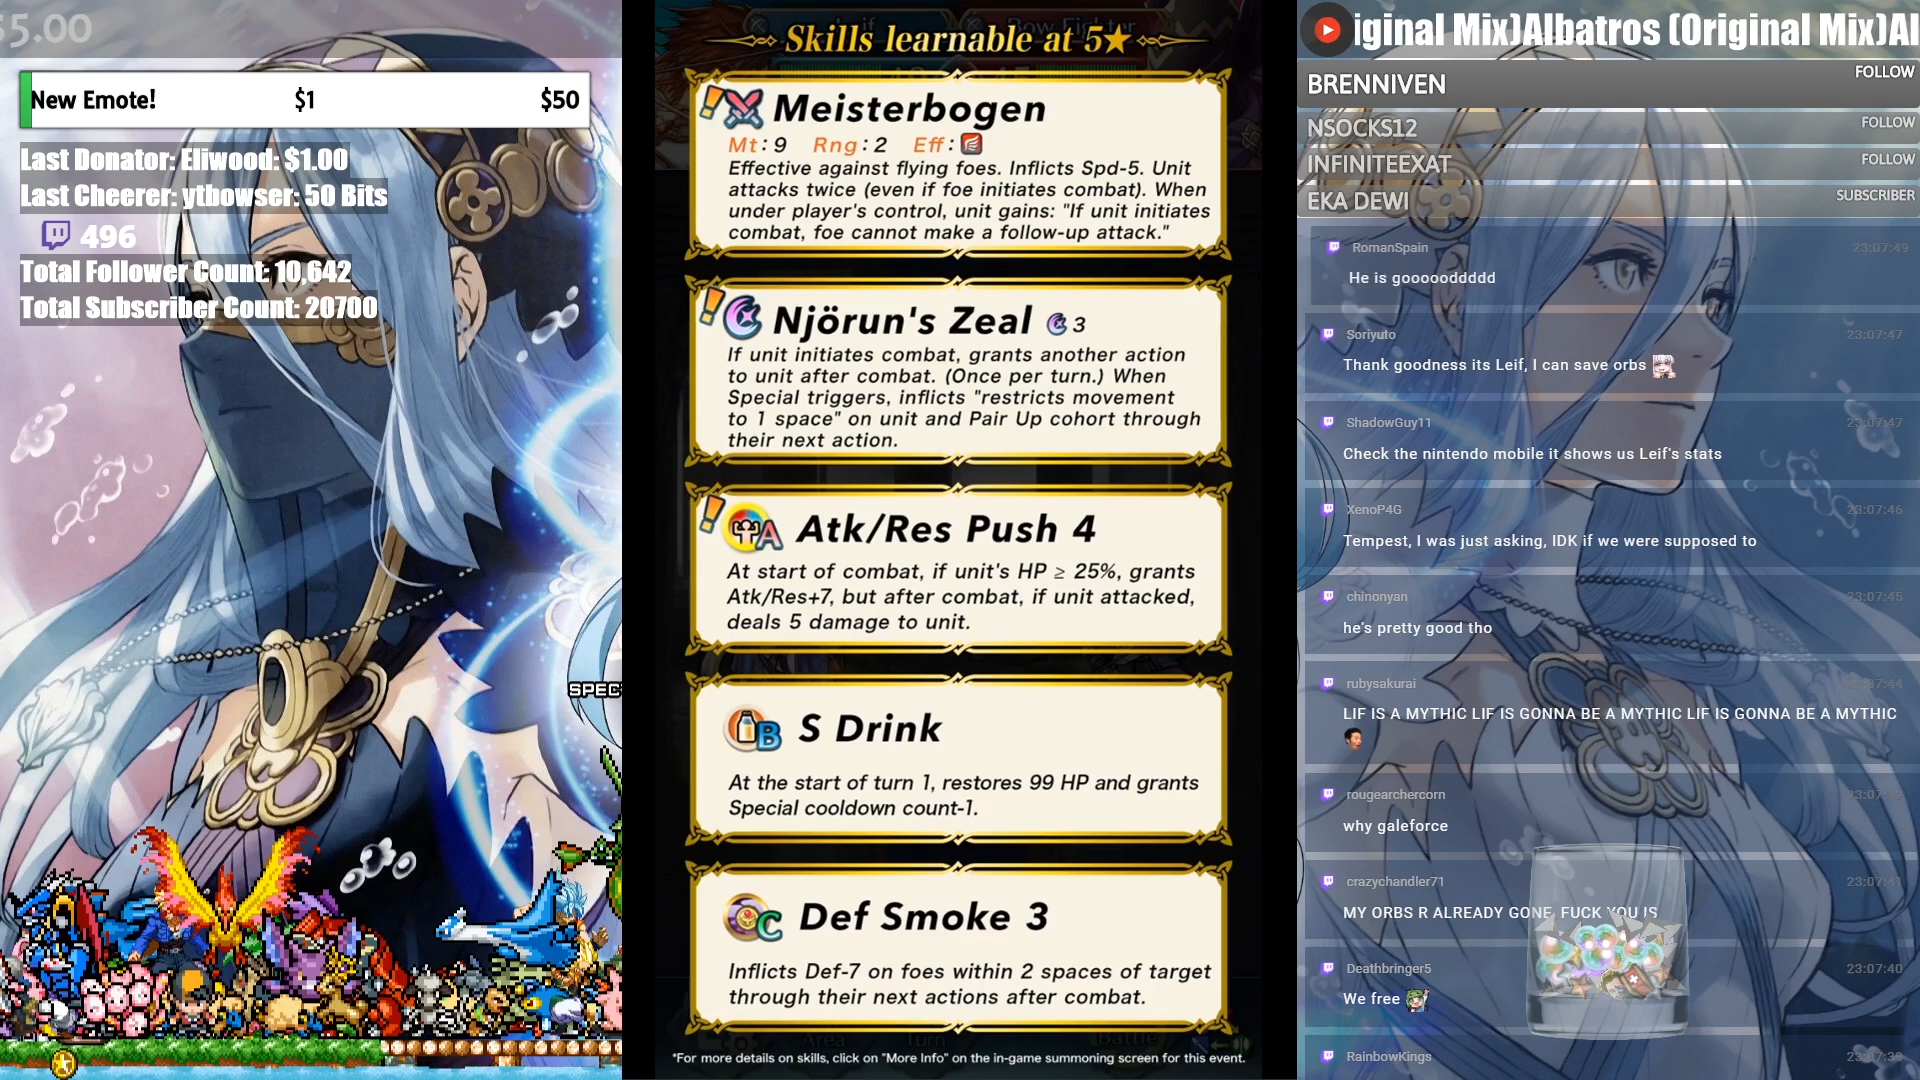 $5.00
New Emote!
$1
$50
Last Donator: Eliwood: $1.00
Last Cheerer: ytbowser: 50 Bits
496
Total Follower Count: 10,642
Total Subscriber Count: 20700
SPEC
Skills learnable at 5★
Meisterbogen
Mt: 9 Rng: 2 Eff:
Effective against flying foes. Inflicts Spd-5. Unit
attacks twice (even if foe initiates combat). When
under player's control, unit gains: "If unit initiates
combat, foe cannot make a follow-up attack."
Njörun's Zeal 3
If unit initiates combat, grants another action
to unit after combat. (Once per turn.) When
Special triggers, inflicts "restricts movement
to 1 space" on unit and Pair Up cohort through
their next action.
A Atk/Res Push 4
At start of combat, if unit's HP ≥ 25%, grants
Atk/Res+7, but after combat, if unit attacked,
deals 5 damage to unit.
B S Drink
At the start of turn 1, restores 99 HP and grants
Special cooldown count-1.
C Def Smoke 3
Inflicts Def-7 on foes within 2 spaces of target
through their next actions after combat.
Area Turn Battle
*For more details on skills, click on "More Info" on the in-game summoning screen for this event.
iginal Mix)Albatros (Original Mix)Al
BRENNIVEN FOLLOW
NSOCKS12 FOLLOW
INFINITEEXAT FOLLOW
EKA DEWI SUBSCRIBER
RomanSpain 23:07:49
He is goooooddddd
Soriyuto 23:07:47
Thank goodness its Leif, I can save orbs
ShadowGuy11 23:07:47
Check the nintendo mobile it shows us Leif's stats
XenoP4G 23:07:46
Tempest, I was just asking, IDK if we were supposed to
chinonyan 23:07:45
he's pretty good tho
rubysakurai 23:07:44
LIF IS A MYTHIC LIF IS GONNA BE A MYTHIC LIF IS GONNA BE A MYTHIC
rougearchercorn
why galeforce
crazychandler71 23:07:41
MY ORBS R ALREADY GONE, FUCK YOU IS
Deathbringer5 23:07:40
We free
RainbowKings 23:07:39